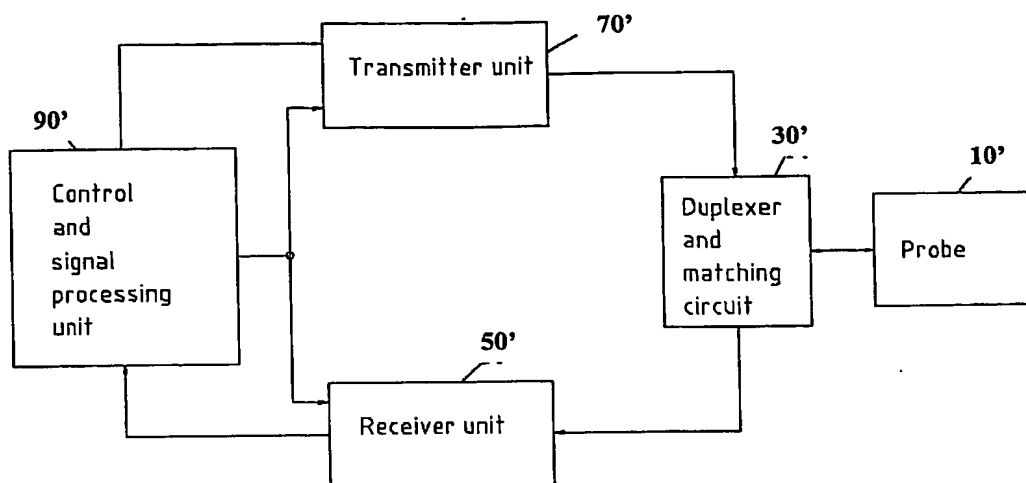 70'
Transmitter unit
90'
Control
and
signal
processing
unit
30'
Duplexer
and
matching
circuit
10'
Probe
50'
Receiver unit